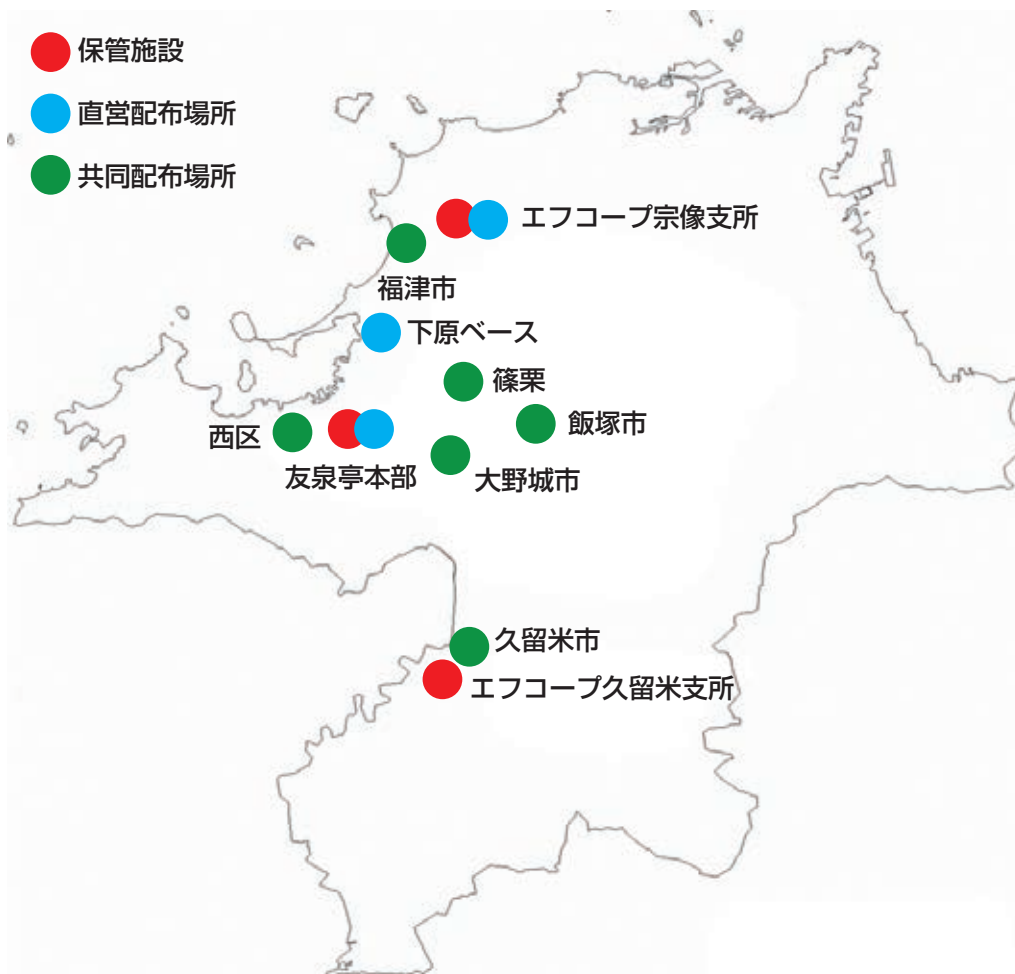 保管施設
直営配布場所
共同配布場所
エフコープ宗像支所
福津市
下原ベース
篠栗
飯塚市
西区
友泉亭本部
大野城市
久留米市
エフコープ久留米支所